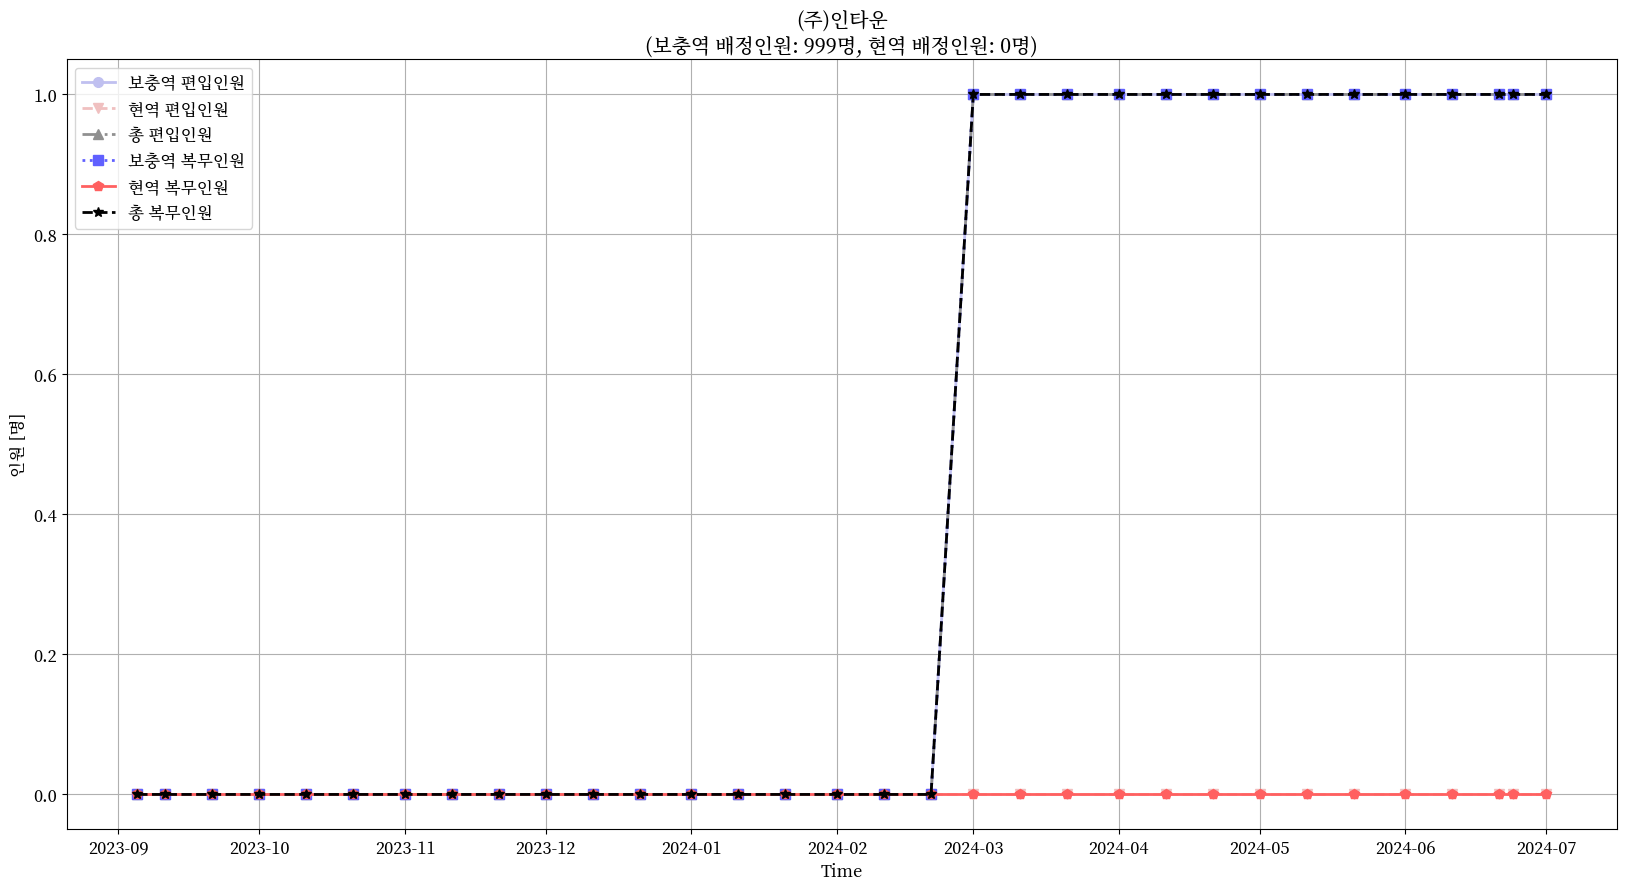 (주)인타운
(보충역 배정인원: 999명, 현역 배정인원: 0명)
보충역 편입인원
현역 편입인원
총 편입인원
보충역 복무인원
현역 복무인원
총 복무인원
인원 [명]
1.0
0.8
0.6
0.4
0.2
0.0
2023-09 2023-10 2023-11 2023-12 2024-01 2024-02 2024-03 2024-04 2024-05 2024-06 2024-07
Time